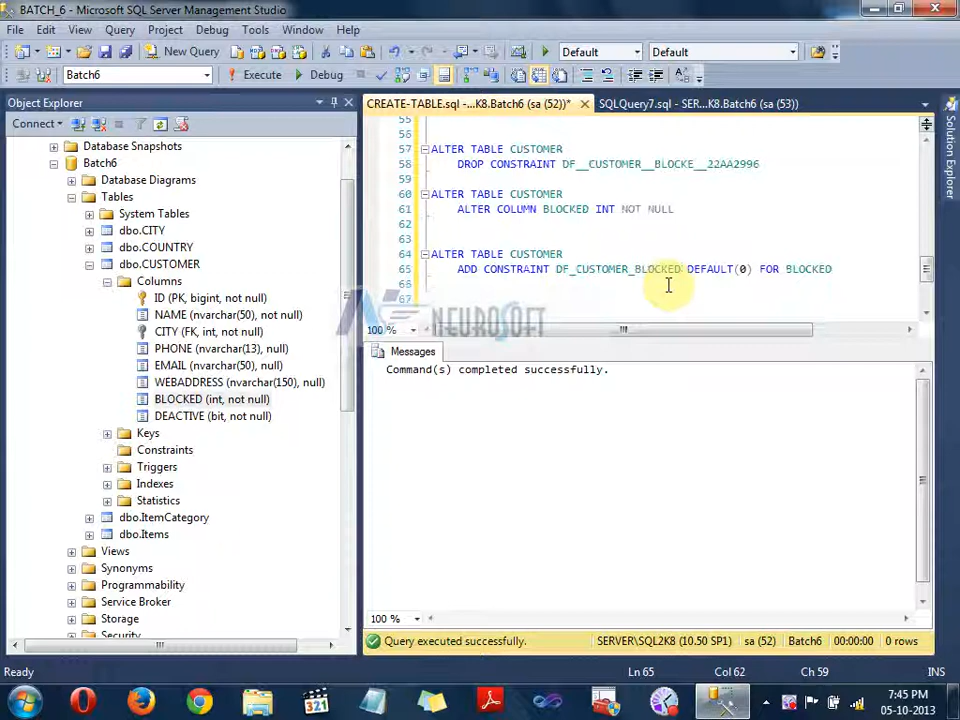 BATCH_6 - Microsoft SQL Server Management Studio
File Edit View Query Project Debug Tools Window Help
New Query Default Default
Batch6 Execute Debug
Object Explorer
CREATE-TABLE.sql -...K8.Batch6 (sa (52))* SQLQuery7.sql - SER...K8.Batch6 (sa (53))
Solution Explorer
Connect
Database Snapshots
Batch6
Database Diagrams
Tables
System Tables
dbo.CITY
dbo.COUNTRY
dbo.CUSTOMER
Columns
ID (PK, bigint, not null)
NAME (nvarchar(50), not null)
CITY (FK, int, not null)
PHONE (nvarchar(13), null)
EMAIL (nvarchar(50), null)
WEBADDRESS (nvarchar(150), null)
BLOCKED (int, not null)
DEACTIVE (bit, not null)
Keys
Constraints
Triggers
Indexes
Statistics
dbo.ItemCategory
dbo.Items
Views
Synonyms
Programmability
Service Broker
Storage
Security
55
56
57 ALTER TABLE CUSTOMER
58 DROP CONSTRAINT DF__CUSTOMER__BLOCKE__22AA2996
59
60 ALTER TABLE CUSTOMER
61 ALTER COLUMN BLOCKED INT NOT NULL
62
63
64 ALTER TABLE CUSTOMER
65 ADD CONSTRAINT DF_CUSTOMER_BLOCKED DEFAULT(0) FOR BLOCKED
66
67
NEUROSOFT
100 %
Messages
Command(s) completed successfully.
100 %
Query executed successfully. SERVER\SQL2K8 (10.50 SP1) sa (52) Batch6 00:00:00 0 rows
Ready Ln 65 Col 62 Ch 59 INS
321
7:45 PM
05-10-2013